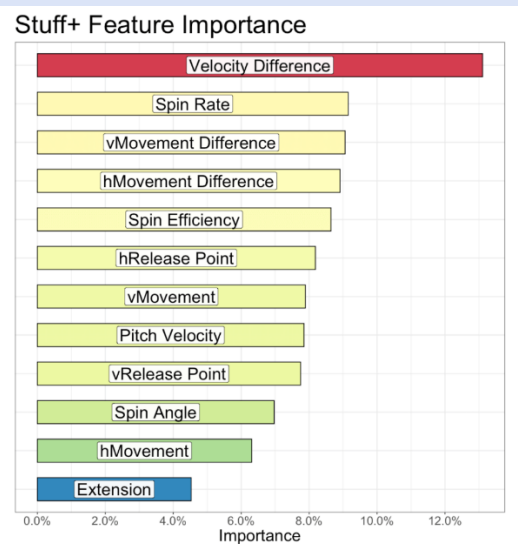 Stuff+ Feature Importance
Velocity Difference
Spin Rate
vMovement Difference
hMovement Difference
Spin Efficiency
hRelease Point
vMovement
Pitch Velocity
vRelease Point
Spin Angle
hMovement
Extension
0.0% 2.0% 4.0% 6.0% 8.0% 10.0% 12.0%
Importance